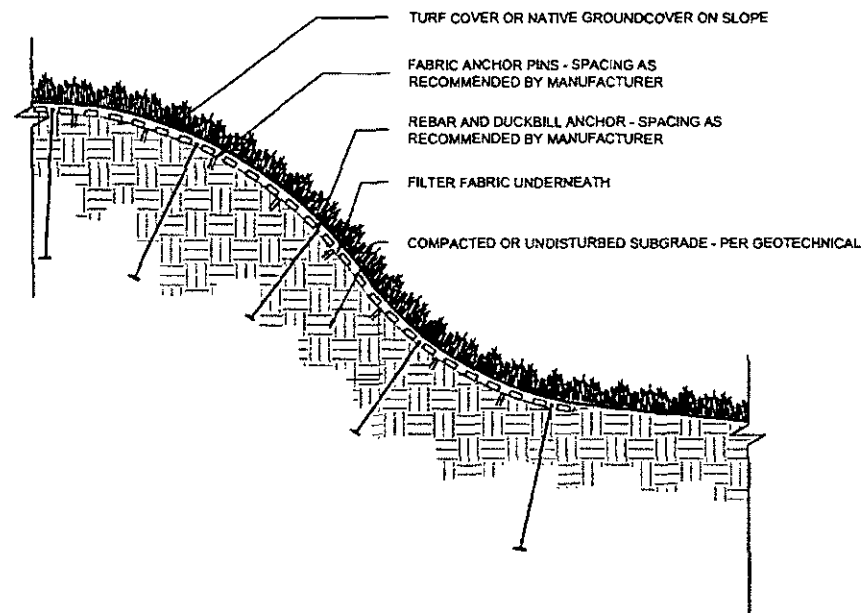 TURF COVER OR NATIVE GROUNDCOVER ON SLOPE
FABRIC ANCHOR PINS - SPACING AS
RECOMMENDED BY MANUFACTURER
REBAR AND DUCKBILL ANCHOR - SPACING AS
RECOMMENDED BY MANUFACTURER
FILTER FABRIC UNDERNEATH
COMPACTED OR UNDISTURBED SUBGRADE - PER GEOTECHNICAL